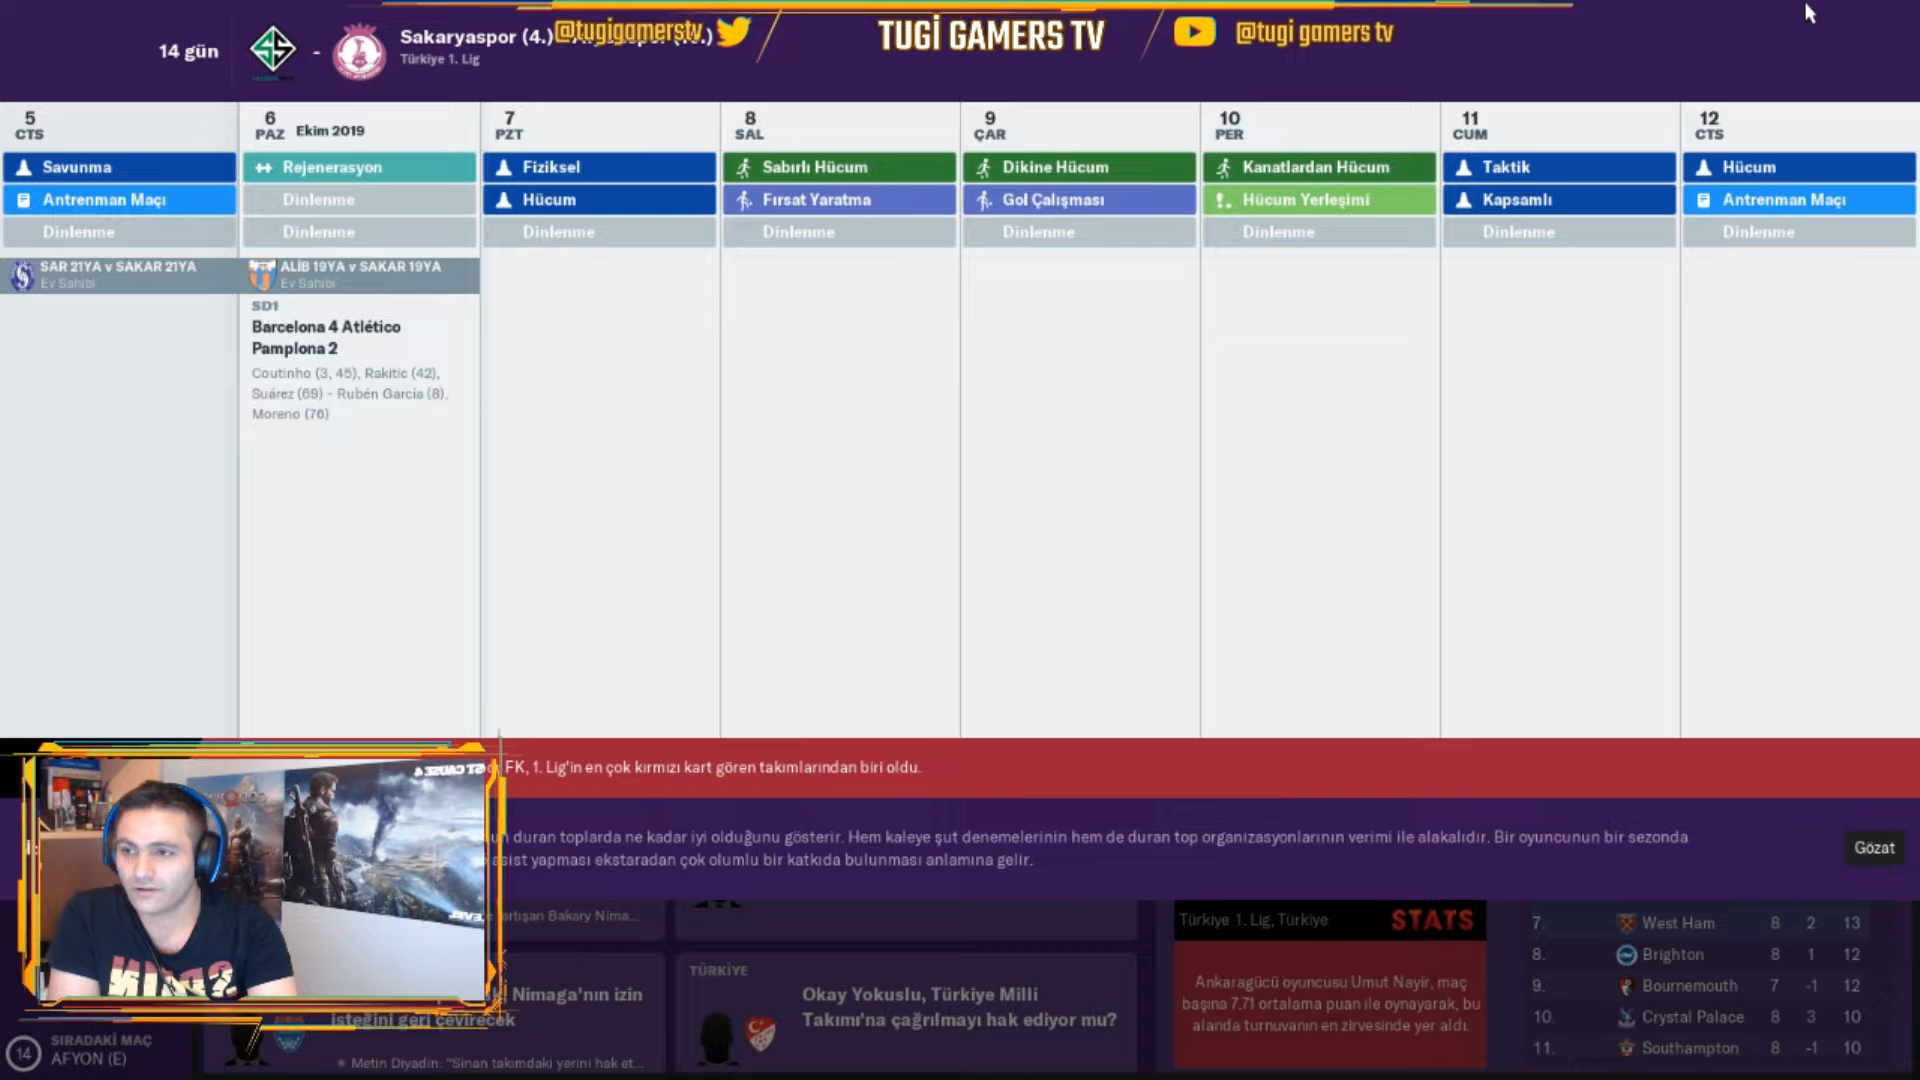 14 gün
-
Sakaryaspor (4.)
Türkiye 1. Lig
@tugigamerstv
TUGİ GAMERS TV
@tugi gamers tv
5
CTS
Savunma
Antrenman Maçı
Dinlenme
SAR 21YA v SAKAR 21YA
Ev Sahibi
6
PAZ Ekim 2019
Rejenerasyon
Dinlenme
Dinlenme
ALİB 19YA v SAKAR 19YA
Ev Sahibi
SD1
Barcelona 4 Atlético
Pamplona 2
Coutinho (3, 45), Rakitic (42),
Suárez (69) - Rubén García (8),
Moreno (76)
7
PZT
Fiziksel
Hücum
Dinlenme
8
SAL
Sabırlı Hücum
Fırsat Yaratma
Dinlenme
9
ÇAR
Dikine Hücum
Gol Çalışması
Dinlenme
10
PER
Kanatlardan Hücum
Hücum Yerleşimi
Dinlenme
11
CUM
Taktik
Kapsamlı
Dinlenme
12
CTS
Hücum
Antrenman Maçı
Dinlenme
FK, 1. Lig'in en çok kırmızı kart gören takımlarından biri oldu.
duran toplarda ne kadar iyi olduğunu gösterir. Hem kaleye şut denemelerinin hem de duran top organizasyonlarının verimi ile alakalıdır. Bir oyuncunun bir sezonda
asist yapması ekstaradan çok olumlu bir katkıda bulunması anlamına gelir.
Gözat
Bakary Nima...
Nimaga'nın izin
isteğini geri çevirecek
Metin Diyadin: "Sinan takımdaki yerini hak et...
TÜRKİYE
Okay Yokuslu, Türkiye Milli
Takımı'na çağrılmayı hak ediyor mu?
Türkiye 1. Lig, Türkiye
STATS
Ankaragücü oyuncusu Umut Nayir, maç
başına 7.71 ortalama puan ile oynayarak, bu
alanda turnuvanın en zirvesinde yer aldı.
7. West Ham 8 2 13
8. Brighton 8 1 12
9. Bournemouth 7 -1 12
10. Crystal Palace 8 3 10
11. Southampton 8 -1 10
14
SIRADAKİ MAÇ
AFYON (E)